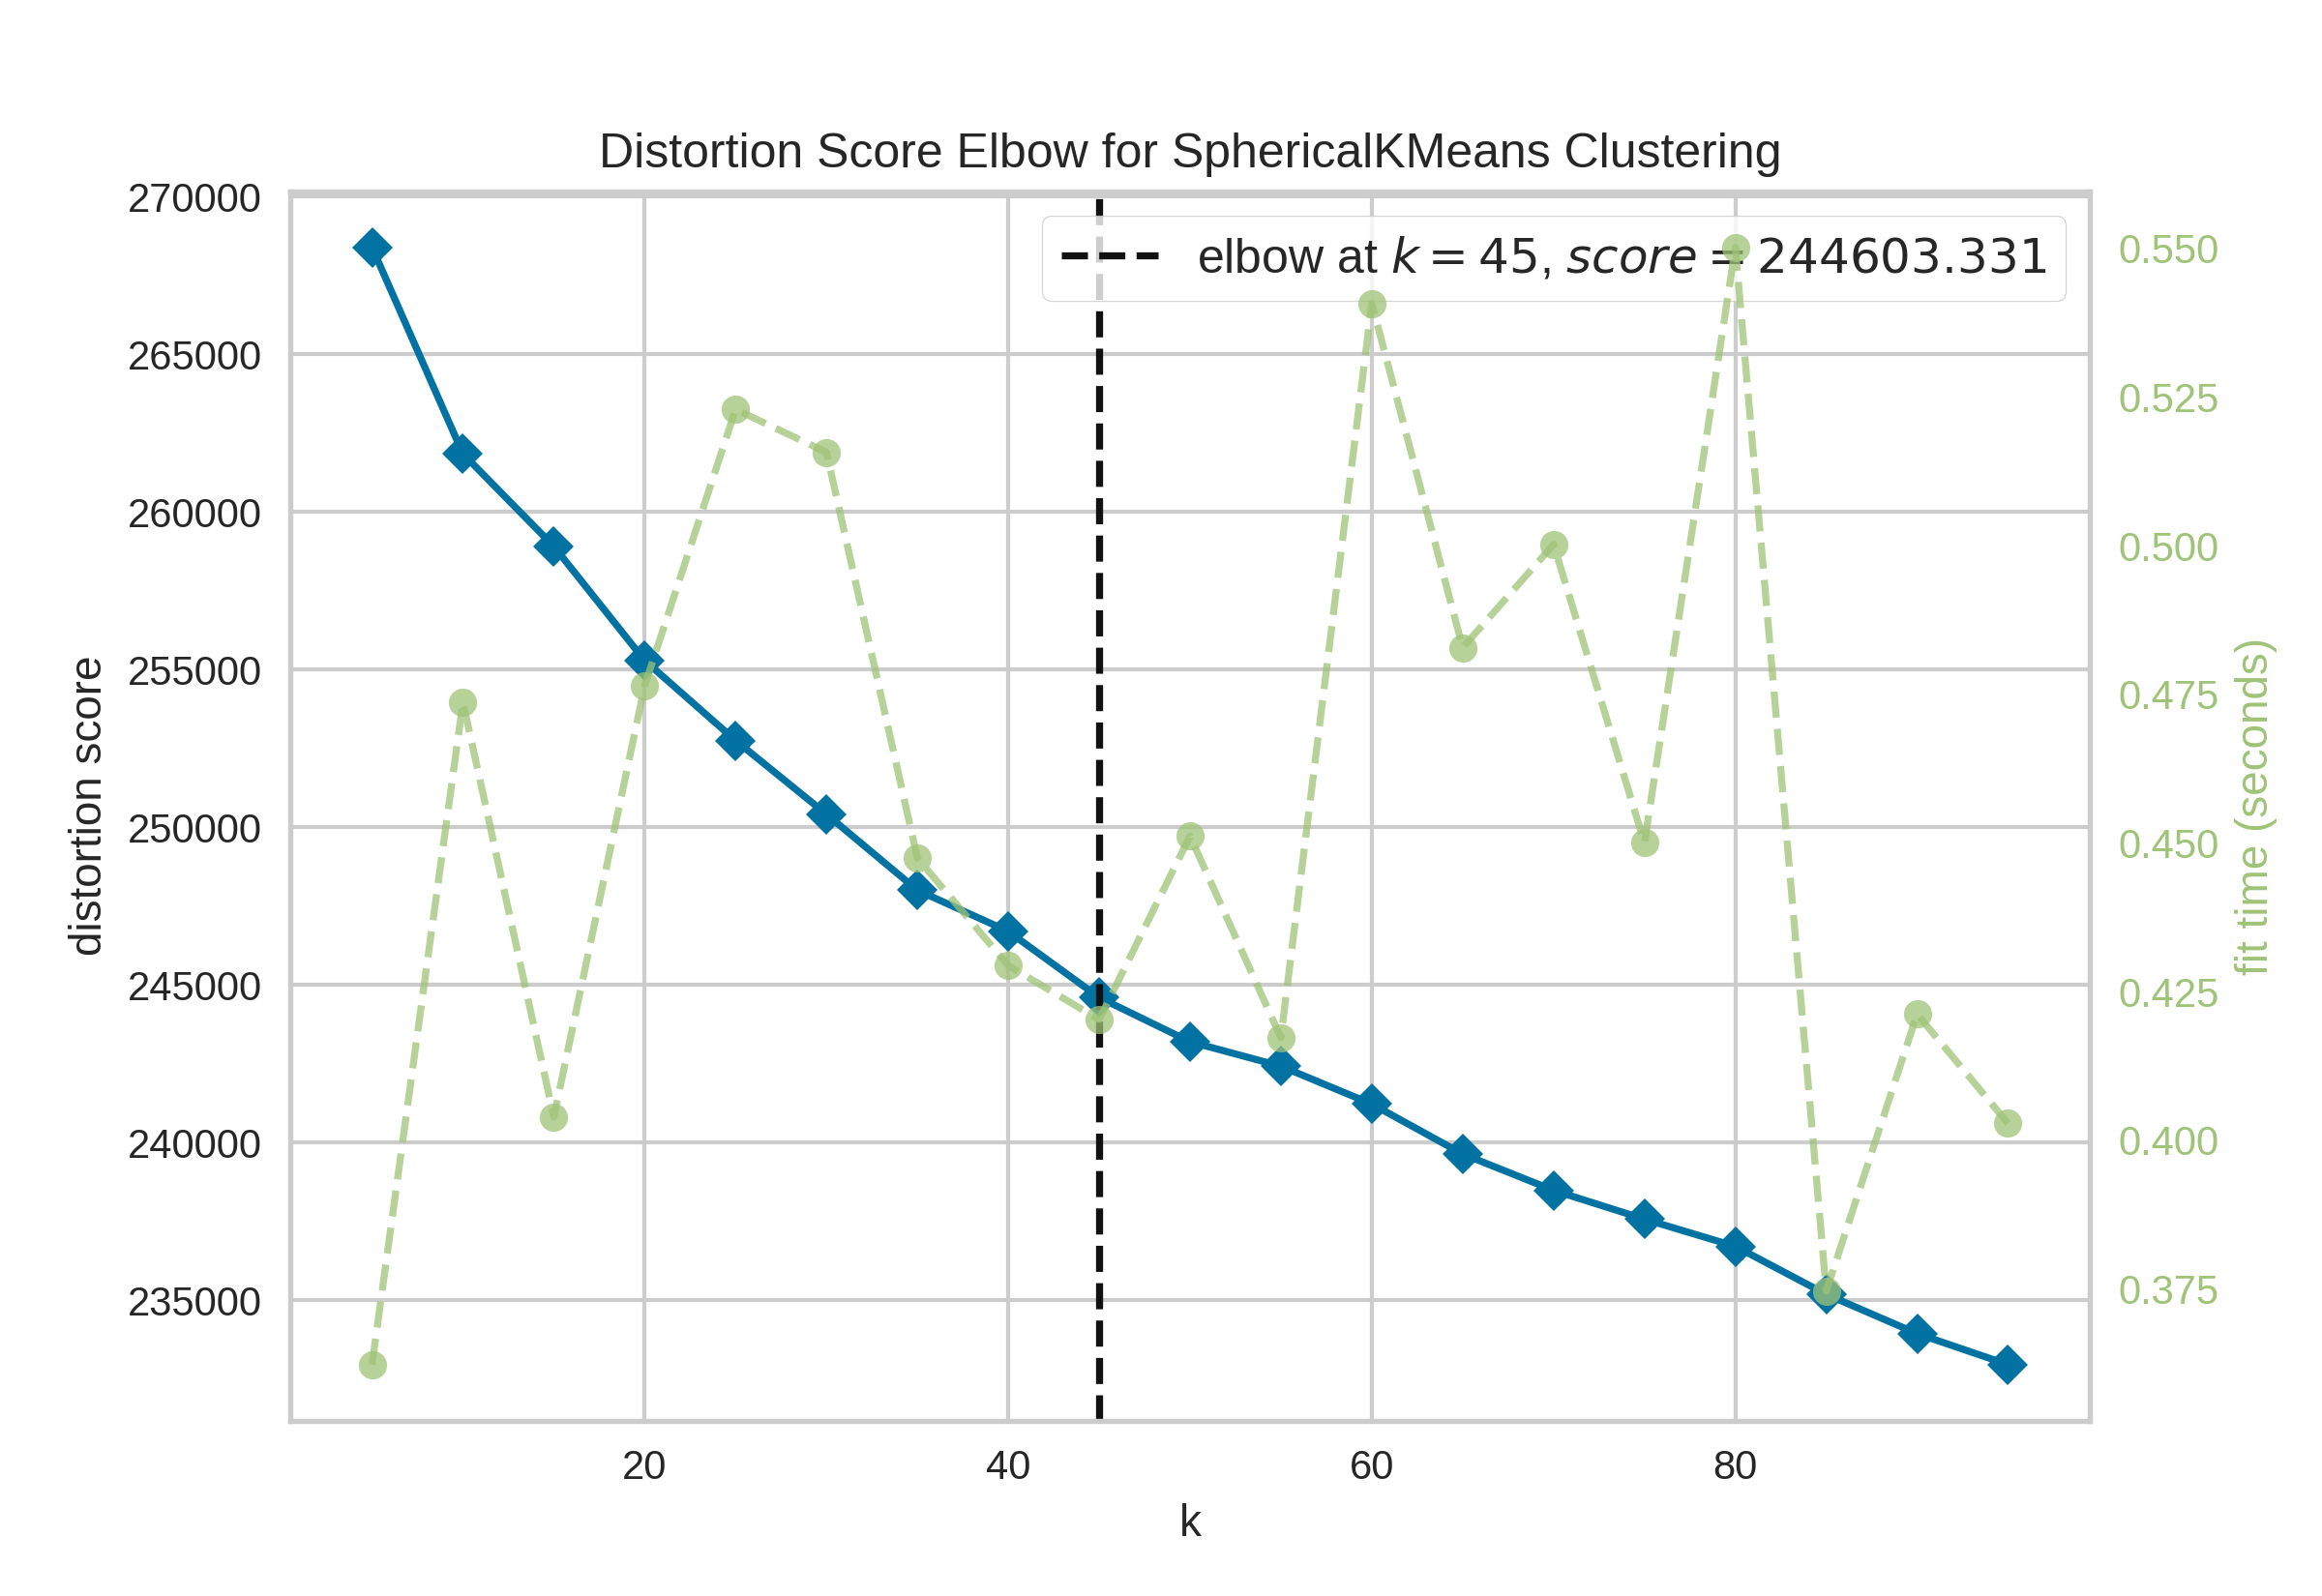 Distortion Score Elbow for SphericalKMeans Clustering
elbow at k = 45, score = 244603.331
distortion score
270000
265000
260000
255000
250000
245000
240000
235000
20 40 60 80
k
0.550
0.525
0.500
0.475
0.450
0.425
0.400
0.375
fit time (seconds)